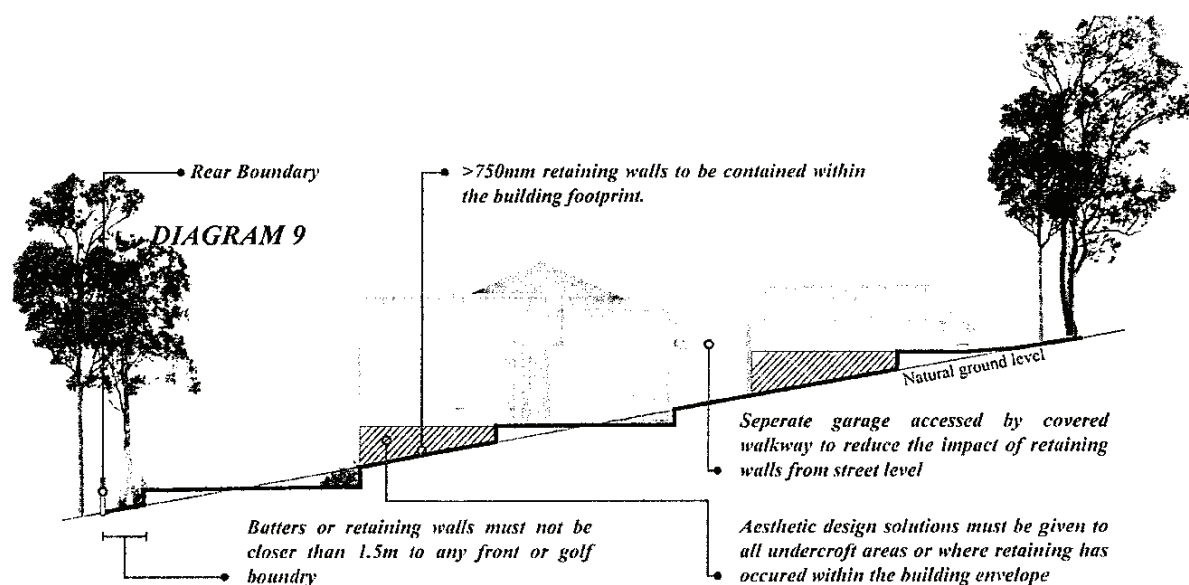 Rear Boundary
>750mm retaining walls to be contained within
the building footprint.
DIAGRAM 9
Natural ground level
Seperate garage accessed by covered
walkway to reduce the impact of retaining
walls from street level
Batters or retaining walls must not be
closer than 1.5m to any front or golf
boundry
Aesthetic design solutions must be given to
all undercroft areas or where retaining has
occured within the building envelope